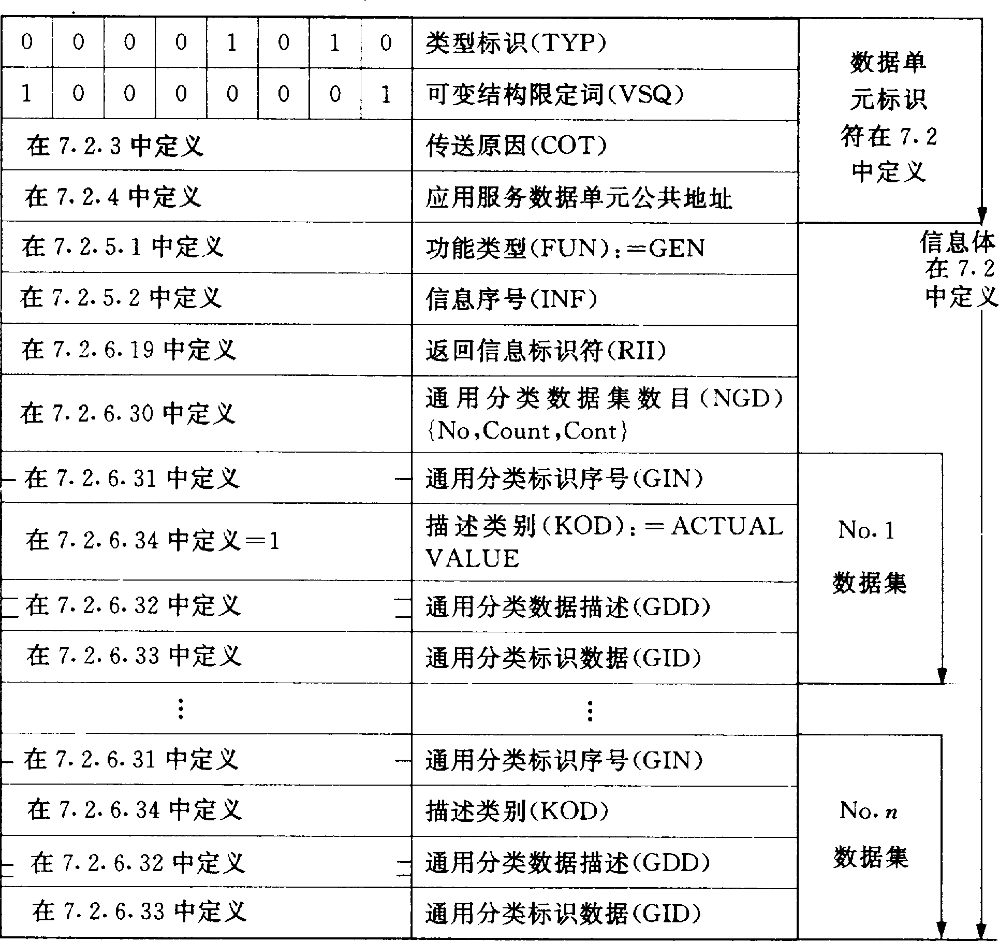 0 0 0 0 1 0 1 0 类型标识(TYP)
1 0 0 0 0 0 0 1 可变结构限定词(VSQ)
在 7.2.3 中定义 传送原因(COT)
在 7.2.4 中定义 应用服务数据单元公共地址
数据单
元标识
符在 7.2
中定义
在 7.2.5.1 中定义 功能类型(FUN):=GEN
在 7.2.5.2 中定义 信息序号(INF)
信息体
在 7.2
中定义
在 7.2.6.19 中定义 返回信息标识符(RII)
在 7.2.6.30 中定义 通用分类数据集数目(NGD)
{No,Count,Cont}
在 7.2.6.31 中定义 通用分类标识序号(GIN)
在 7.2.6.34 中定义=1 描述类别(KOD):=ACTUAL
VALUE
在 7.2.6.32 中定义 通用分类数据描述(GDD)
在 7.2.6.33 中定义 通用分类标识数据(GID)
No.1
数据集
⋮ ⋮
在 7.2.6.31 中定义 通用分类标识序号(GIN)
在 7.2.6.34 中定义 描述类别(KOD)
在 7.2.6.32 中定义 通用分类数据描述(GDD)
在 7.2.6.33 中定义 通用分类标识数据(GID)
No.n
数据集